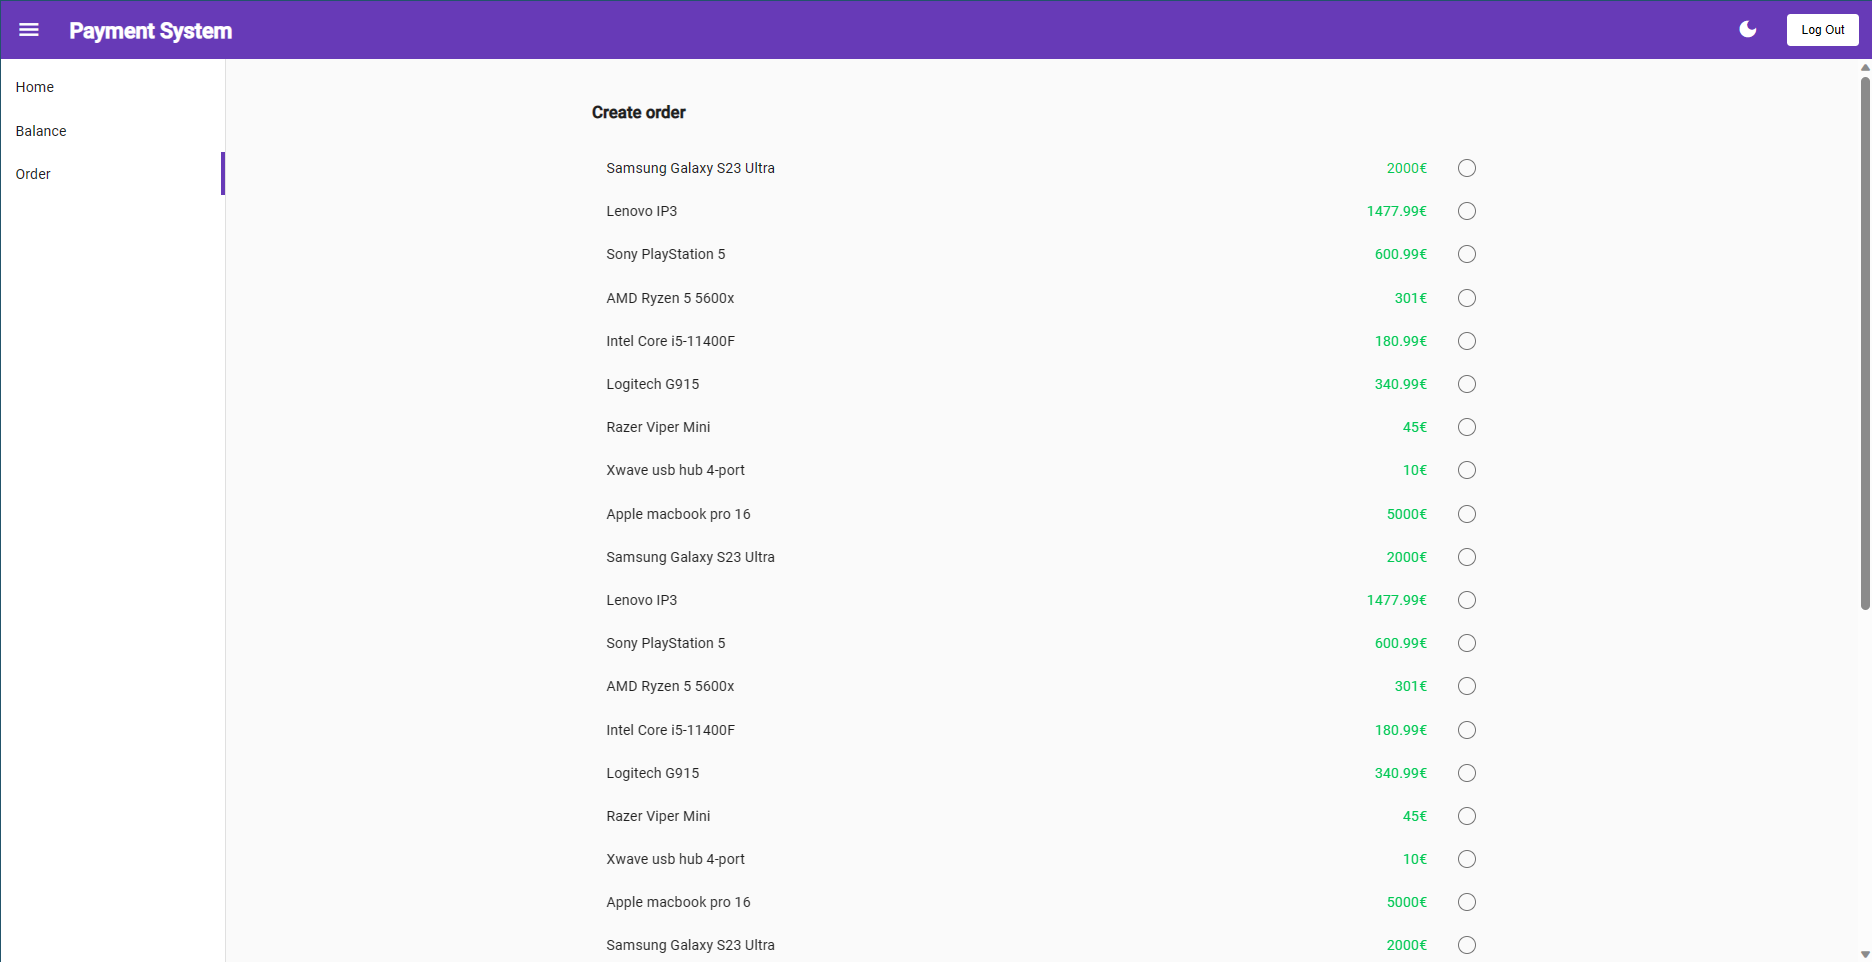 Payment System
Log Out
Home
Balance
Order
Create order
Samsung Galaxy S23 Ultra 2000€
Lenovo IP3 1477.99€
Sony PlayStation 5 600.99€
AMD Ryzen 5 5600x 301€
Intel Core i5-11400F 180.99€
Logitech G915 340.99€
Razer Viper Mini 45€
Xwave usb hub 4-port 10€
Apple macbook pro 16 5000€
Samsung Galaxy S23 Ultra 2000€
Lenovo IP3 1477.99€
Sony PlayStation 5 600.99€
AMD Ryzen 5 5600x 301€
Intel Core i5-11400F 180.99€
Logitech G915 340.99€
Razer Viper Mini 45€
Xwave usb hub 4-port 10€
Apple macbook pro 16 5000€
Samsung Galaxy S23 Ultra 2000€